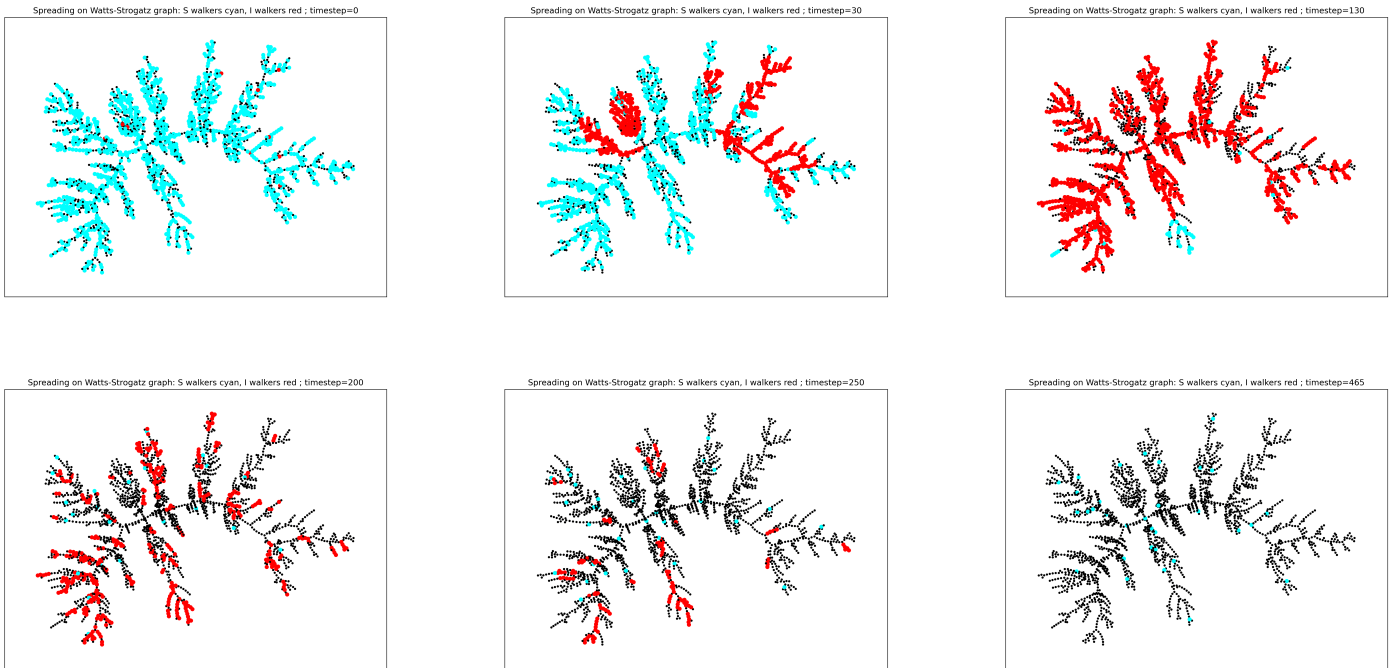 Spreading on Watts-Strogatz graph: S walkers cyan, I walkers red ; timestep=0
Spreading on Watts-Strogatz graph: S walkers cyan, I walkers red ; timestep=30
Spreading on Watts-Strogatz graph: S walkers cyan, I walkers red ; timestep=130
Spreading on Watts-Strogatz graph: S walkers cyan, I walkers red ; timestep=200
Spreading on Watts-Strogatz graph: S walkers cyan, I walkers red ; timestep=250
Spreading on Watts-Strogatz graph: S walkers cyan, I walkers red ; timestep=465